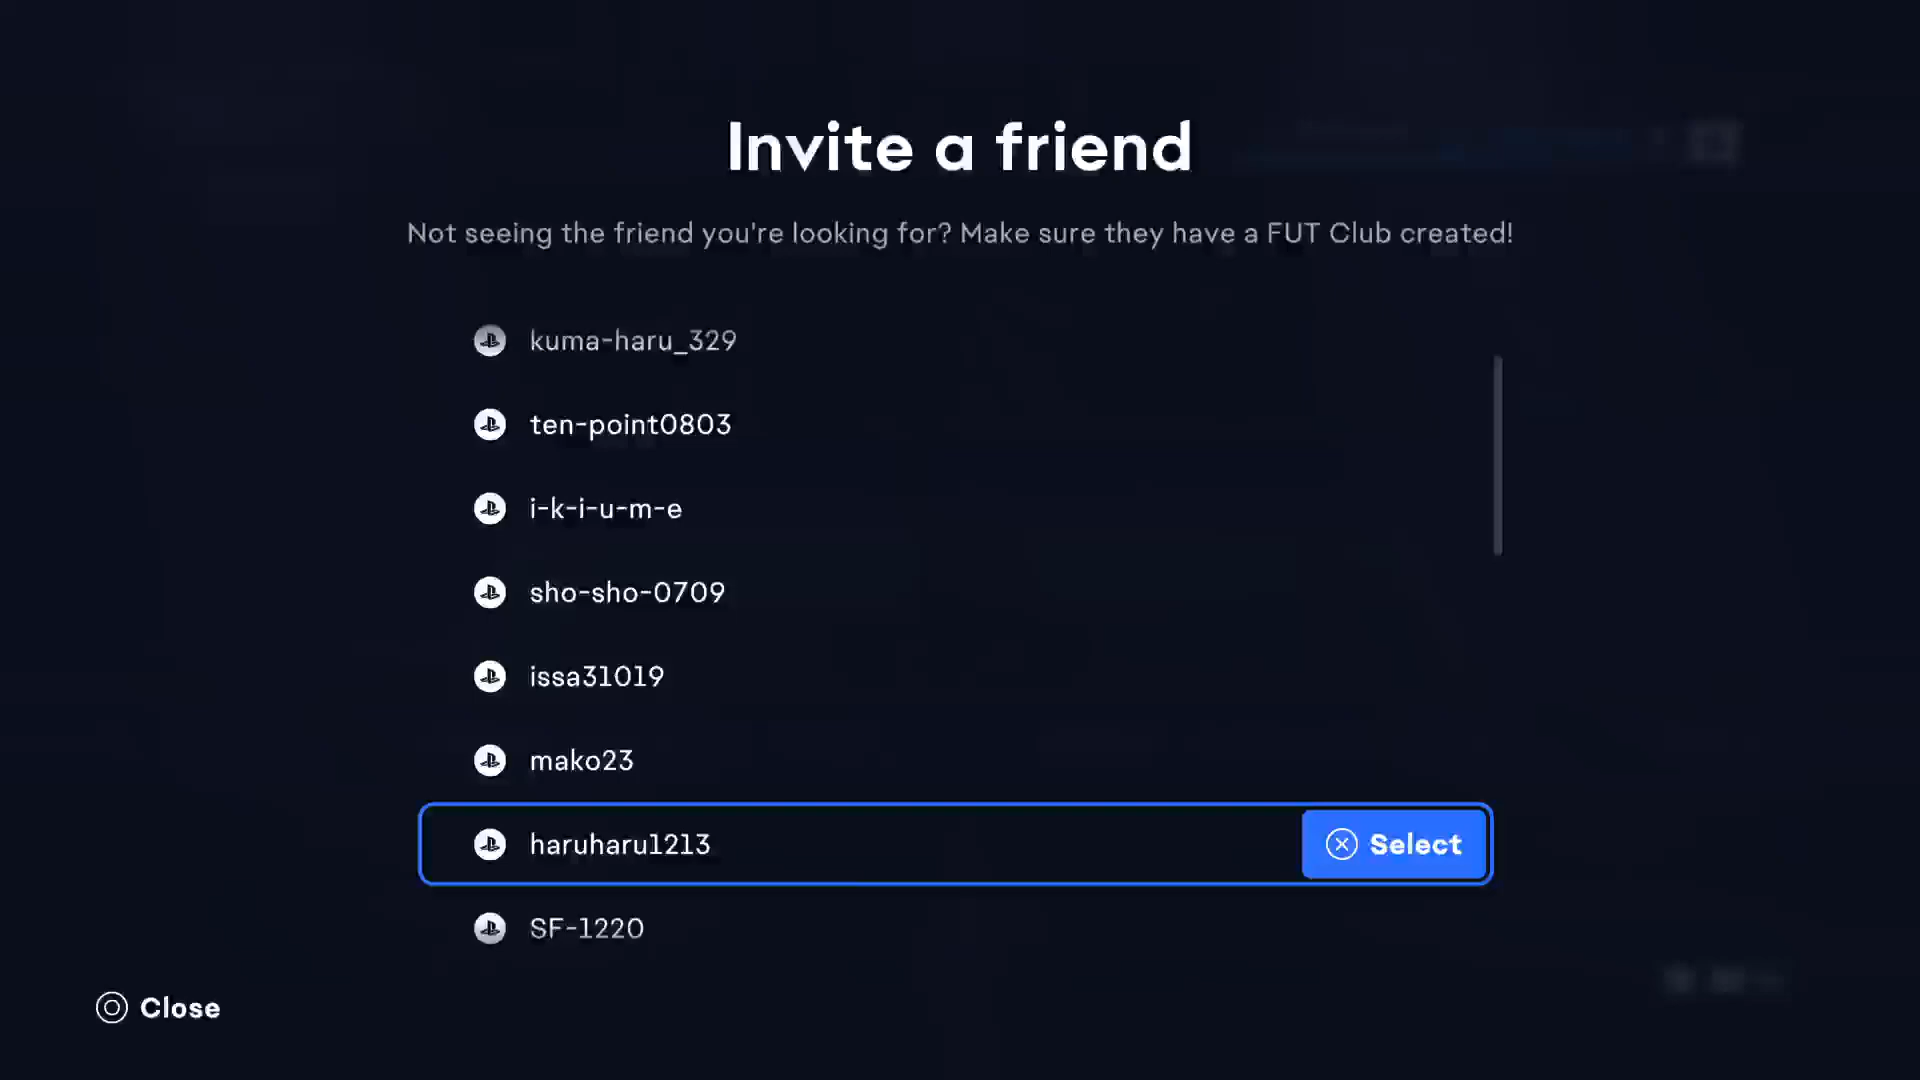 Invite a friend
Not seeing the friend you're looking for? Make sure they have a FUT Club created!
kuma-haru_329
ten-point0803
i-k-i-u-m-e
sho-sho-0709
issa31019
mako23
haruharu1213
Select
SF-1220
Close